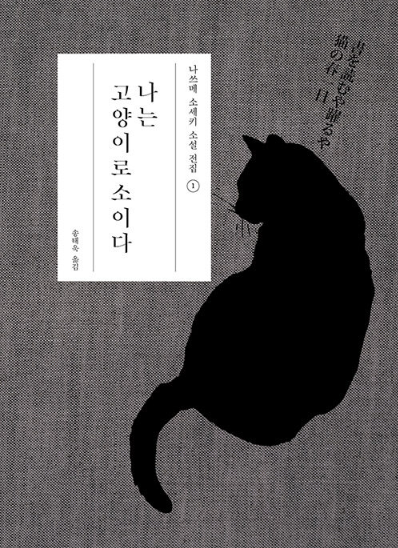 書を読むや躍るや
猫の春一日
나쓰메 소세키 소설 전집 ①
나는
고양이로소이다
송태욱 옮김